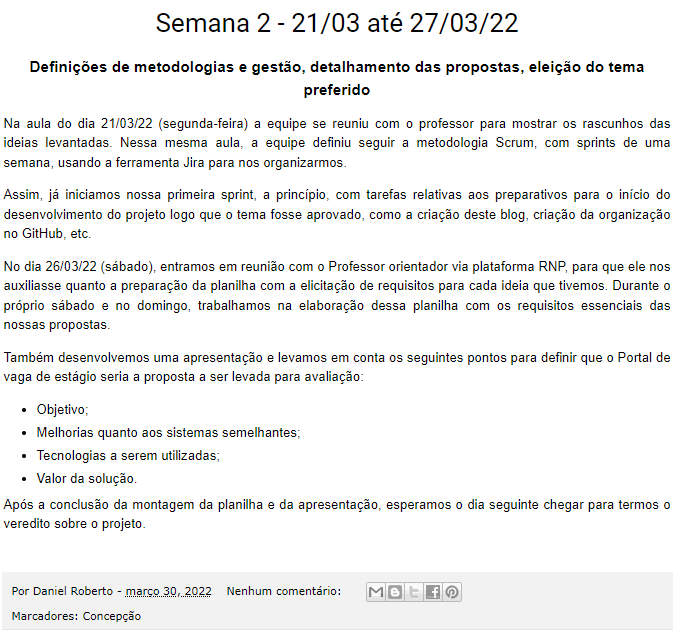 Semana 2 - 21/03 até 27/03/22
Definições de metodologias e gestão, detalhamento das propostas, eleição do tema
preferido
Na aula do dia 21/03/22 (segunda-feira) a equipe se reuniu com o professor para mostrar os rascunhos das
ideias levantadas. Nessa mesma aula, a equipe definiu seguir a metodologia Scrum, com sprints de uma
semana, usando a ferramenta Jira para nos organizarmos.
Assim, já iniciamos nossa primeira sprint, a princípio, com tarefas relativas aos preparativos para o início do
desenvolvimento do projeto logo que o tema fosse aprovado, como a criação deste blog, criação da organização
no GitHub, etc.
No dia 26/03/22 (sábado), entramos em reunião com o Professor orientador via plataforma RNP, para que ele nos
auxiliasse quanto a preparação da planilha com a elicitação de requisitos para cada ideia que tivemos. Durante o
próprio sábado e no domingo, trabalhamos na elaboração dessa planilha com os requisitos essenciais das
nossas propostas.
Também desenvolvemos uma apresentação e levamos em conta os seguintes pontos para definir que o Portal de
vaga de estágio seria a proposta a ser levada para avaliação:
• Objetivo;
• Melhorias quanto aos sistemas semelhantes;
• Tecnologias a serem utilizadas;
• Valor da solução.
Após a conclusão da montagem da planilha e da apresentação, esperamos o dia seguinte chegar para termos o
veredito sobre o projeto.
Por Daniel Roberto - março 30, 2022 Nenhum comentário:
Marcadores: Concepção